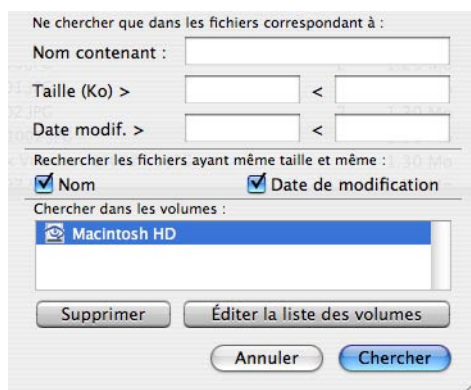 Ne chercher que dans les fichiers correspondant à :
Nom contenant :
Taille (Ko) > <
Date modif. > <
Rechercher les fichiers ayant même taille et même :
Nom Date de modification
Chercher dans les volumes :
Macintosh HD
Supprimer Éditer la liste des volumes
Annuler Chercher